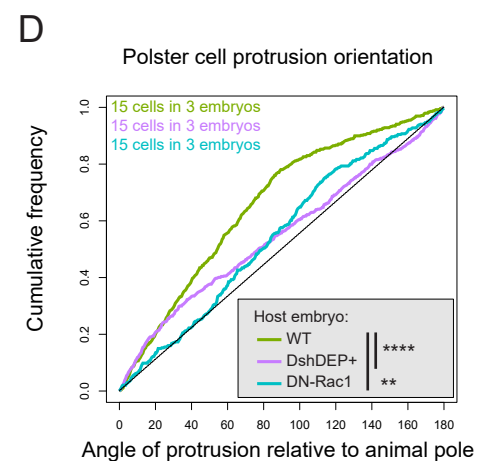 D
Polster cell protrusion orientation
15 cells in 3 embryos
15 cells in 3 embryos
15 cells in 3 embryos
Cumulative frequency
1.0
0.8
0.6
0.4
0.2
0.0
Host embryo:
WT
DshDEP+
DN-Rac1
****
**
0 20 40 60 80 100 120 140 160 180
Angle of protrusion relative to animal pole